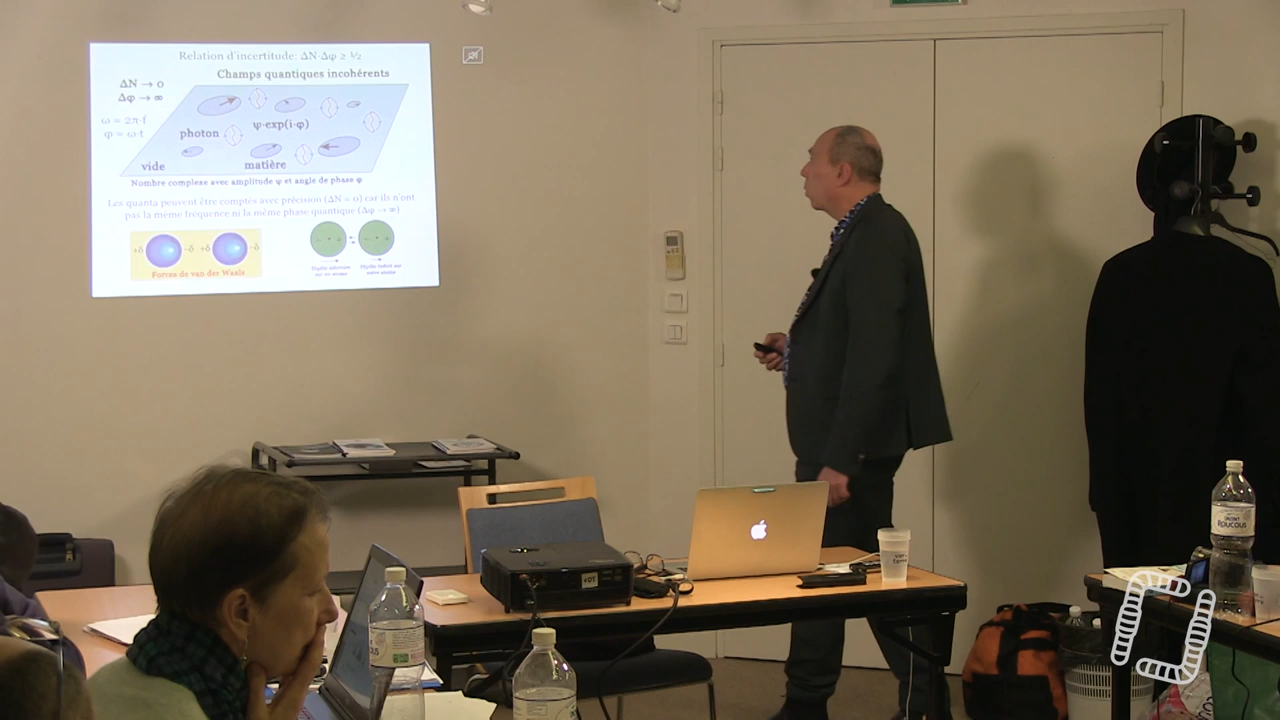 Relation d'incertitude: ΔN·Δφ ≥ ½
Champs quantiques incohérents
ΔN → 0
Δφ → ∞
ω = 2π·f
φ = ω·t
ψ·exp(i·φ)
photon
vide
matière
Nombre complexe avec amplitude ψ et angle de phase φ
Les quanta peuvent être comptés avec précision (ΔN = 0) car ils n'ont
pas la même fréquence ni la même phase quantique (Δφ → ∞)
+δ -δ +δ -δ
Forces de van der Waals
ROUCOUS